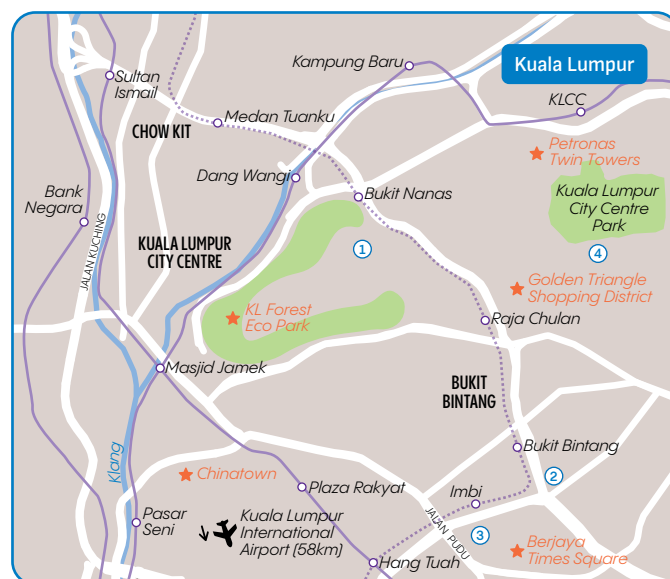 Kuala Lumpur
Kampung Baru
Sultan
Ismail
KLCC
Medan Tuanku
CHOW KIT
Petronas
Twin Towers
Dang Wangi
Bank
Negara
Bukit Nanas
Kuala Lumpur
City Centre
Park
JALAN KUCHING
KUALA LUMPUR
CITY CENTRE
1
4
Golden Triangle
Shopping District
KL Forest
Eco Park
Raja Chulan
Masjid Jamek
BUKIT
BINTANG
Bukit Bintang
Klang
Chinatown
2
Plaza Rakyat
Imbi
Pasar
Seni
Kuala Lumpur
International
Airport (58km)
JALAN PUDU
3
Berjaya
Times Square
Hang Tuah